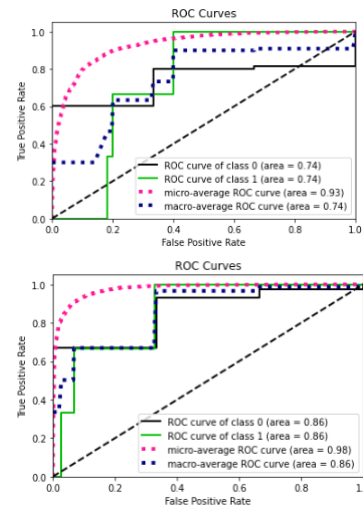 ROC Curves
1.0
0.8
0.6
0.4
0.2
0.0
True Positive Rate
ROC curve of class 0 (area = 0.74)
ROC curve of class 1 (area = 0.74)
micro-average ROC curve (area = 0.93)
macro-average ROC curve (area = 0.74)
0.0 0.2 0.4 0.6 0.8 1.0
False Positive Rate
ROC Curves
1.0
0.8
0.6
0.4
0.2
0.0
True Positive Rate
ROC curve of class 0 (area = 0.86)
ROC curve of class 1 (area = 0.86)
micro-average ROC curve (area = 0.98)
macro-average ROC curve (area = 0.86)
0.0 0.2 0.4 0.6 0.8
False Positive Rate